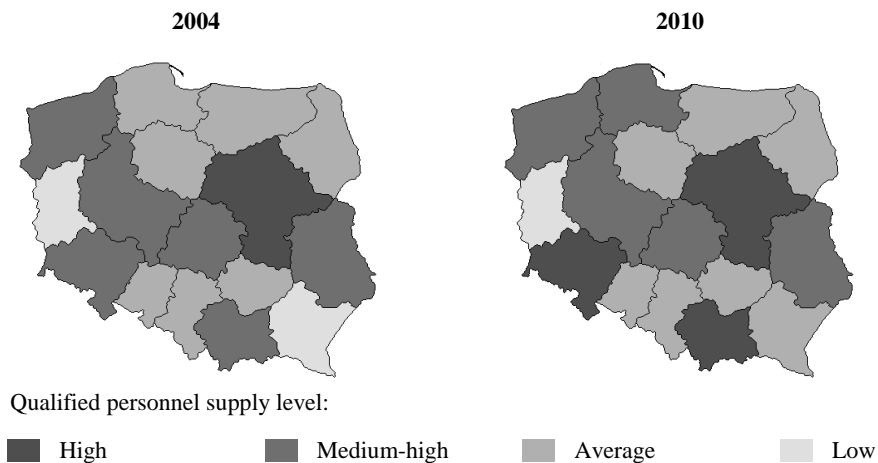 2004
2010
Qualified personnel supply level:
High
Medium-high
Average
Low